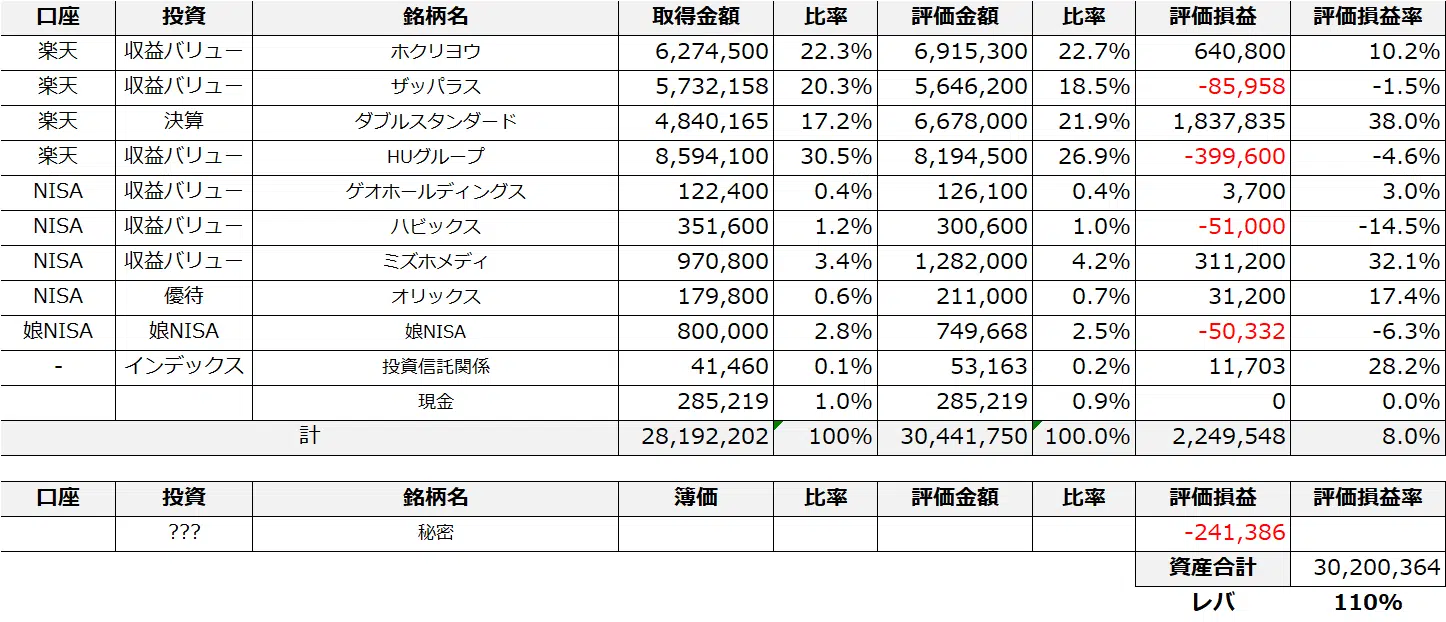 口座 投資 銘柄名 取得金額 比率 評価金額 比率 評価損益 評価損益率
楽天 収益バリュー ホクリヨウ 6,274,500 22.3% 6,915,300 22.7% 640,800 10.2%
楽天 収益バリュー ザッパラス 5,732,158 20.3% 5,646,200 18.5% -85,958 -1.5%
楽天 決算 ダブルスタンダード 4,840,165 17.2% 6,678,000 21.9% 1,837,835 38.0%
楽天 収益バリュー HUグループ 8,594,100 30.5% 8,194,500 26.9% -399,600 -4.6%
NISA 収益バリュー ゲオホールディングス 122,400 0.4% 126,100 0.4% 3,700 3.0%
NISA 収益バリュー ハビックス 351,600 1.2% 300,600 1.0% -51,000 -14.5%
NISA 収益バリュー ミズホメディ 970,800 3.4% 1,282,000 4.2% 311,200 32.1%
NISA 優待 オリックス 179,800 0.6% 211,000 0.7% 31,200 17.4%
娘NISA 娘NISA 娘NISA 800,000 2.8% 749,668 2.5% -50,332 -6.3%
- インデックス 投資信託関係 41,460 0.1% 53,163 0.2% 11,703 28.2%
現金 285,219 1.0% 285,219 0.9% 0 0.0%
計 28,192,202 100% 30,441,750 100.0% 2,249,548 8.0%
口座 投資 銘柄名 簿価 比率 評価金額 比率 評価損益 評価損益率
??? 秘密 -241,386
資産合計 30,200,364
レバ 110%